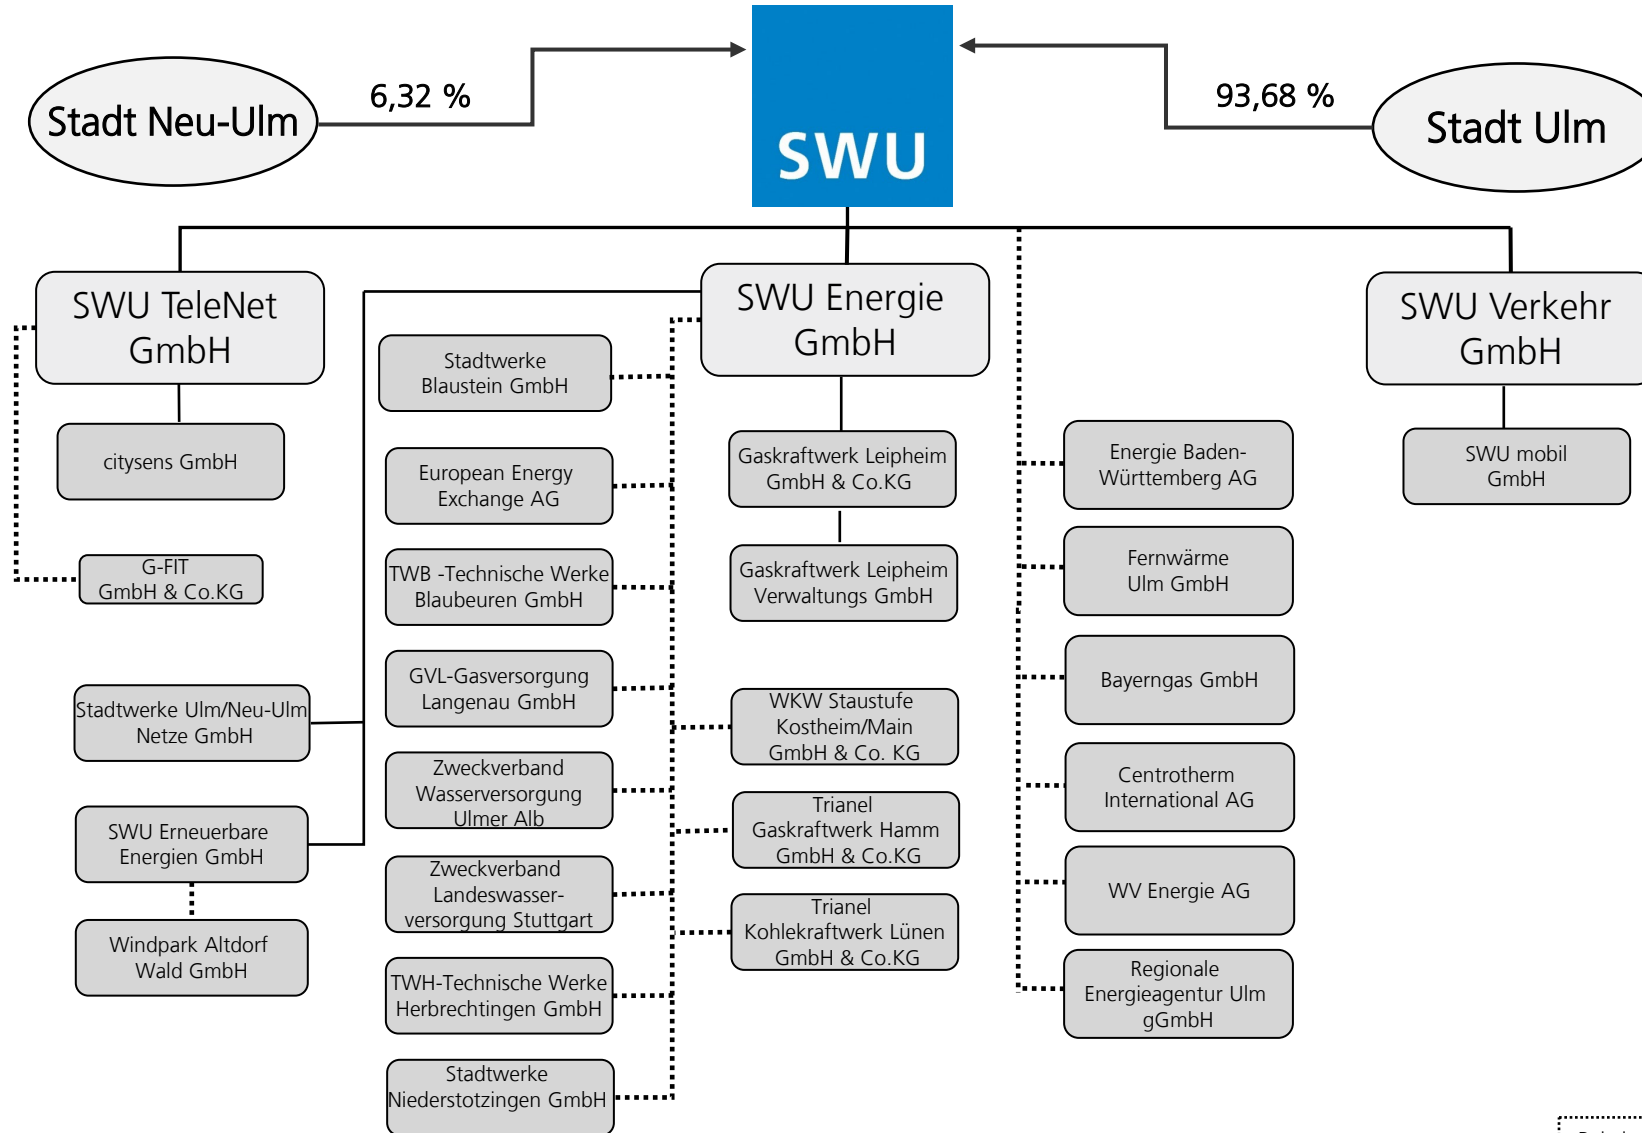 Stadt Neu-Ulm
6,32 %
SWU
93,68 %
Stadt Ulm
SWU TeleNet
GmbH
SWU Energie
GmbH
SWU Verkehr
GmbH
citysens GmbH
G-FIT
GmbH & Co.KG
Stadtwerke Ulm/Neu-Ulm
Netze GmbH
SWU Erneuerbare
Energien GmbH
Windpark Altdorf
Wald GmbH
Stadtwerke
Blaustein GmbH
European Energy
Exchange AG
TWB -Technische Werke
Blaubeuren GmbH
GVL-Gasversorgung
Langenau GmbH
Zweckverband
Wasserversorgung
Ulmer Alb
Zweckverband
Landeswasser-
versorgung Stuttgart
TWH-Technische Werke
Herbrechtingen GmbH
Stadtwerke
Niederstotzingen GmbH
Gaskraftwerk Leipheim
GmbH & Co.KG
Gaskraftwerk Leipheim
Verwaltungs GmbH
WKW Staustufe
Kostheim/Main
GmbH & Co. KG
Trianel
Gaskraftwerk Hamm
GmbH & Co.KG
Trianel
Kohlekraftwerk Lünen
GmbH & Co.KG
Energie Baden-
Württemberg AG
Fernwärme
Ulm GmbH
Bayerngas GmbH
Centrotherm
International AG
WV Energie AG
Regionale
Energieagentur Ulm
gGmbH
SWU mobil
GmbH